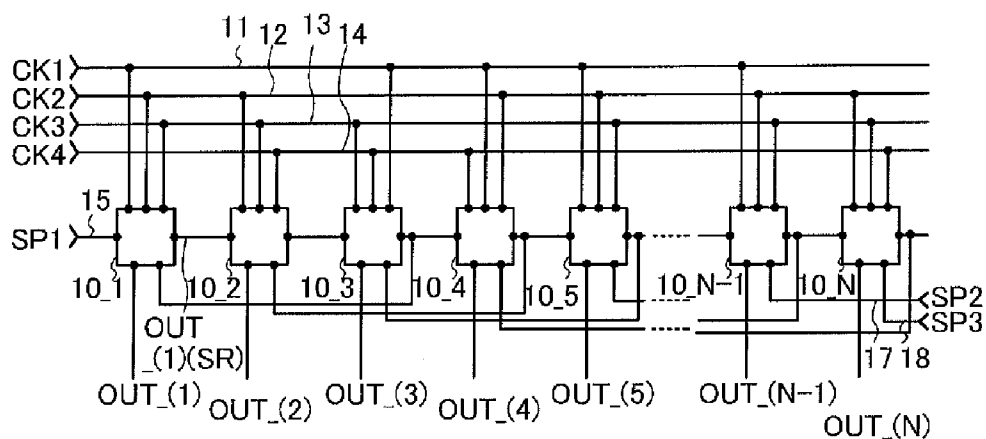 11 12 13 14
CK1
CK2
CK3
CK4
15
SP1
10_1 10_2 10_3 10_4 10_5 10_N-1 10_N
SP2
SP3
OUT
_(1)(SR)
17 18
OUT_(1) OUT_(2) OUT_(3) OUT_(4) OUT_(5) OUT_(N-1) OUT_(N)